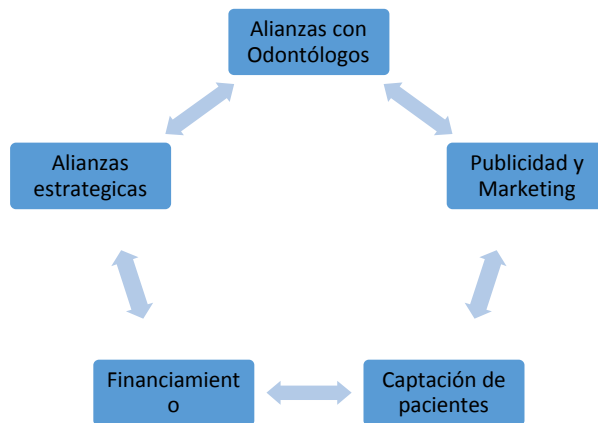 Alianzas con
Odontólogos
Alianzas
estrategicas
Publicidad y
Marketing
Financiamient
o
Captación de
pacientes